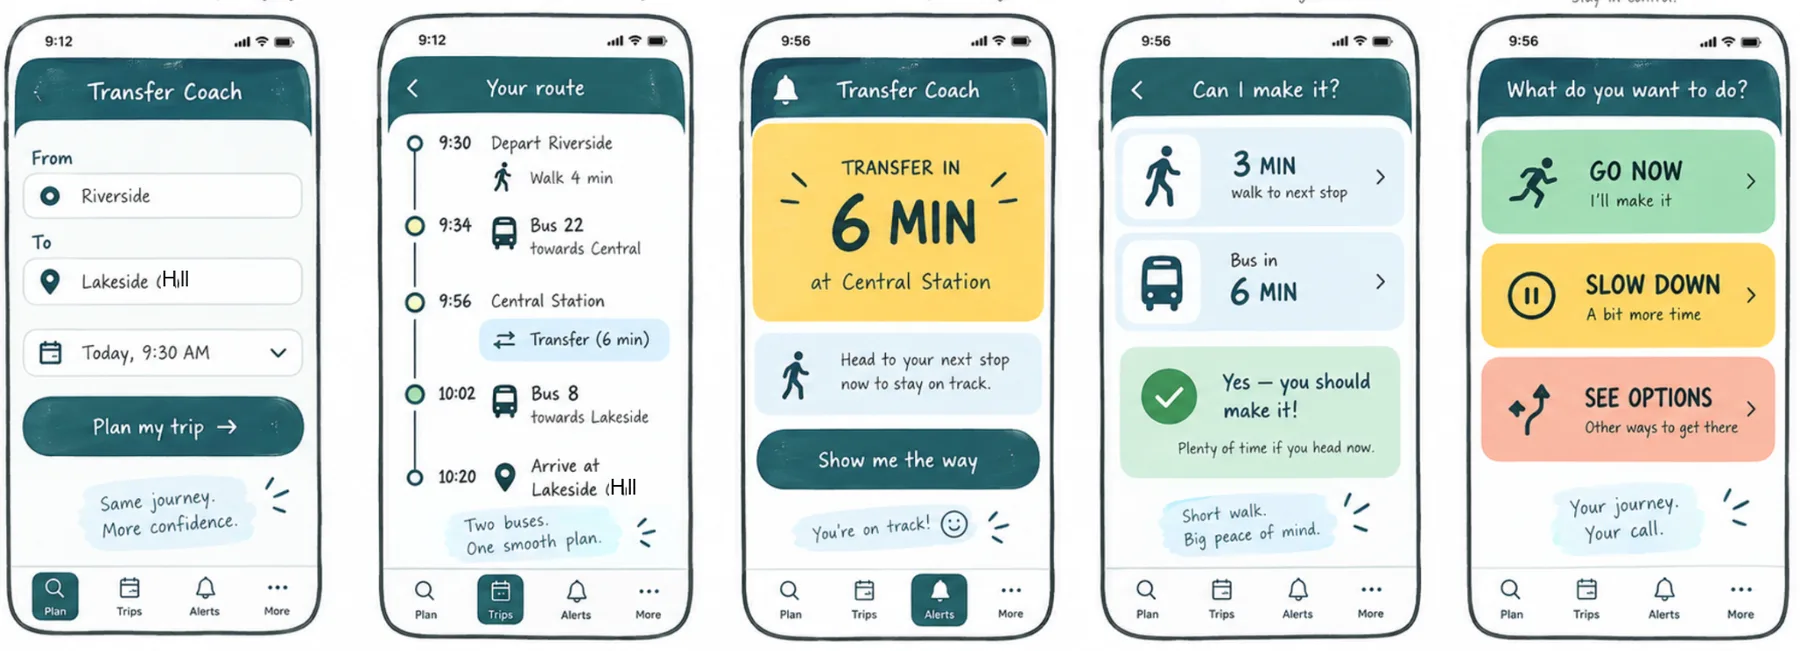 Stay in control.
9:12
Transfer Coach
From
Riverside
To
Lakeside (Hill
Today, 9:30 AM
Plan my trip →
Same journey.
More confidence.
Plan Trips Alerts More
9:12
Your route
9:30 Depart Riverside
Walk 4 min
9:34 Bus 22
towards Central
9:56 Central Station
Transfer (6 min)
10:02 Bus 8
towards Lakeside
10:20 Arrive at
Lakeside (Hill
Two buses.
One smooth plan.
Plan Trips Alerts More
9:56
Transfer Coach
TRANSFER IN
6 MIN
at Central Station
Head to your next stop
now to stay on track.
Show me the way
You're on track!
Plan Trips Alerts More
9:56
Can I make it?
3 MIN
walk to next stop
Bus in
6 MIN
Yes – you should
make it!
Plenty of time if you head now.
Short walk.
Big peace of mind.
Plan Trips Alerts More
9:56
What do you want to do?
GO NOW
I'll make it
SLOW DOWN
A bit more time
SEE OPTIONS
Other ways to get there
Your journey.
Your call.
Plan Trips Alerts More